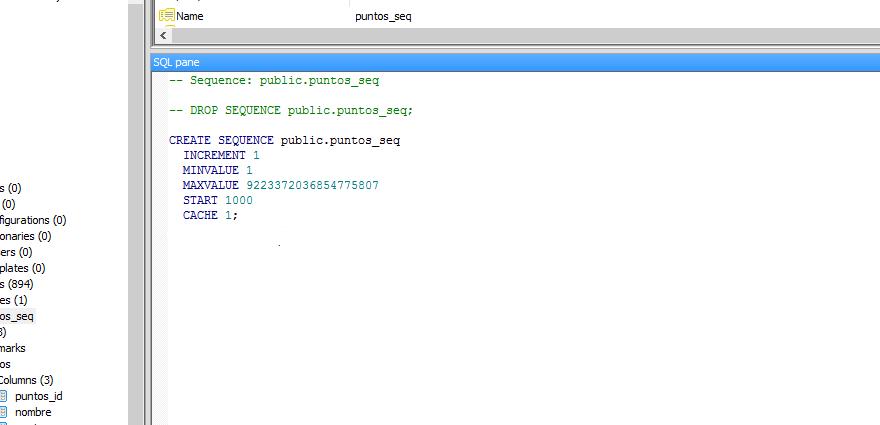 Name puntos_seq
SQL pane
-- Sequence: public.puntos_seq
-- DROP SEQUENCE public.puntos_seq;
CREATE SEQUENCE public.puntos_seq
INCREMENT 1
MINVALUE 1
MAXVALUE 9223372036854775807
START 1000
CACHE 1;
s (0)
(0)
figurations (0)
onaries (0)
ers (0)
plates (0)
s (894)
es (1)
os_seq
3)
marks
os
Columns (3)
puntos_id
nombre